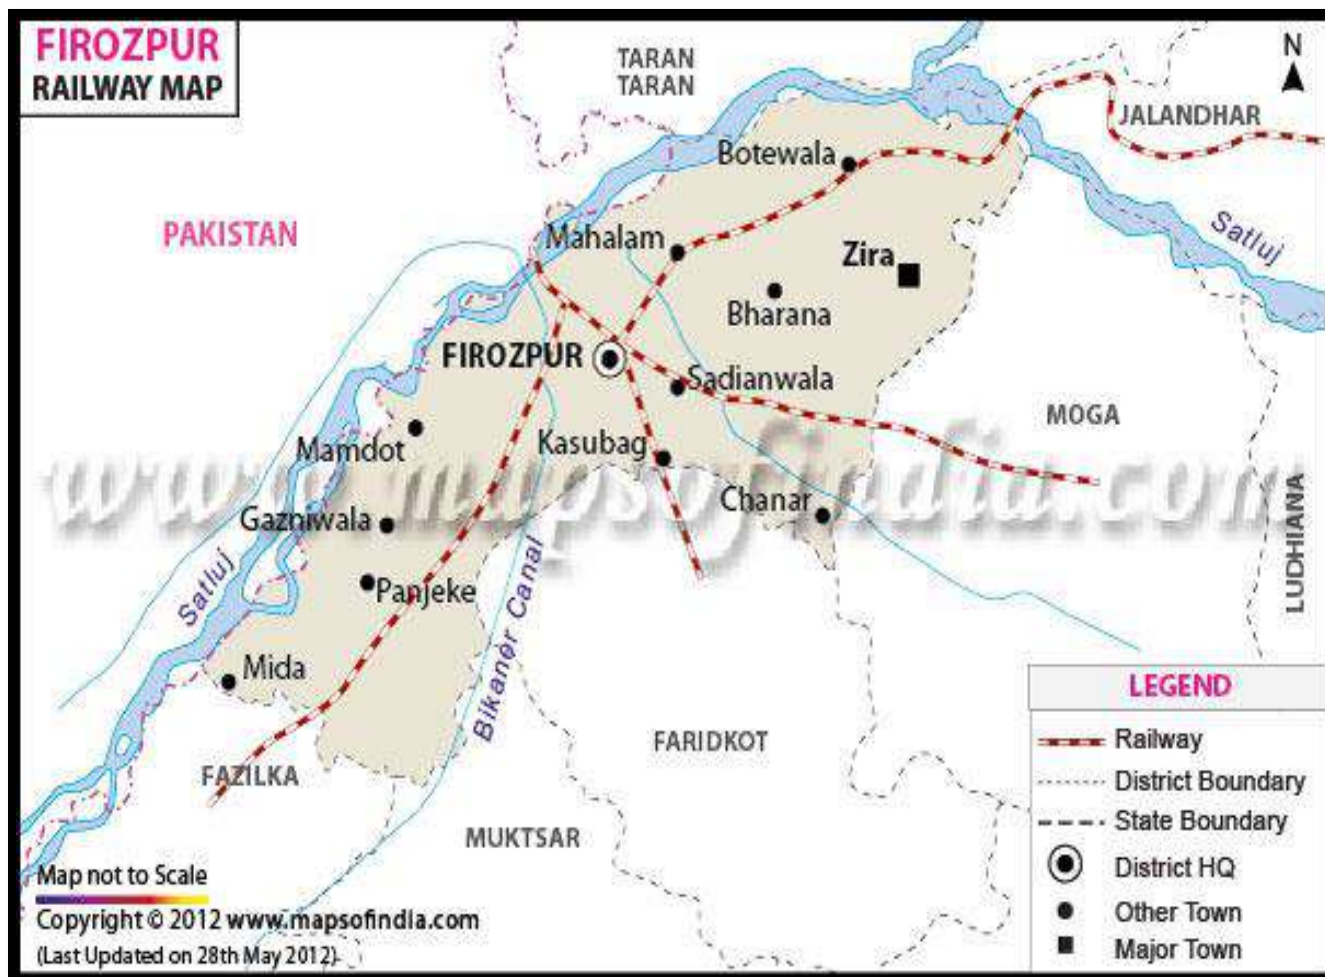 FIROZPUR
RAILWAY MAP
TARAN
TARAN
N
JALANDHAR
Botewala
PAKISTAN
Satluj
Mahalam
Zira
Bharana
FIROZPUR
Sadianwala
MOGA
Mamdot
Kasubag
www.mapsofindia.com
Chanar
Gazniwala
LUDHIANA
Satluj
Panjeke
Bikaner Canal
Mida
LEGEND
FARIDKOT
Railway
FAZILKA
District Boundary
State Boundary
MUKTSAR
District HQ
Map not to Scale
Other Town
Copyright © 2012 www.mapsofindia.com
Major Town
(Last Updated on 28th May 2012)